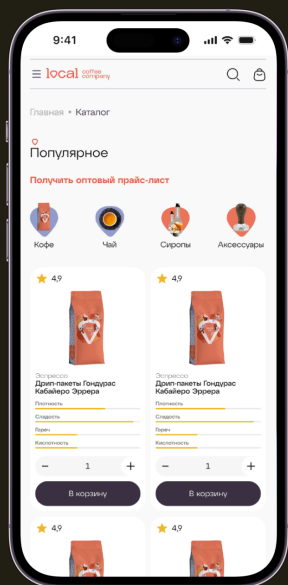 9:41
local coffee company
Главная • Каталог
Популярное
Получить оптовый прайс-лист
Кофе Чай Сиропы Аксессуары
4,9 4,9
Эспрессо Эспрессо
Дрип-пакеты Гондурас Дрип-пакеты Гондурас
Кабайеро Эррера Кабайеро Эррера
Плотность Плотность
Сладость Сладость
Горечь Горечь
Кислотность Кислотность
− 1 + − 1 +
В корзину В корзину
4,9 4,9